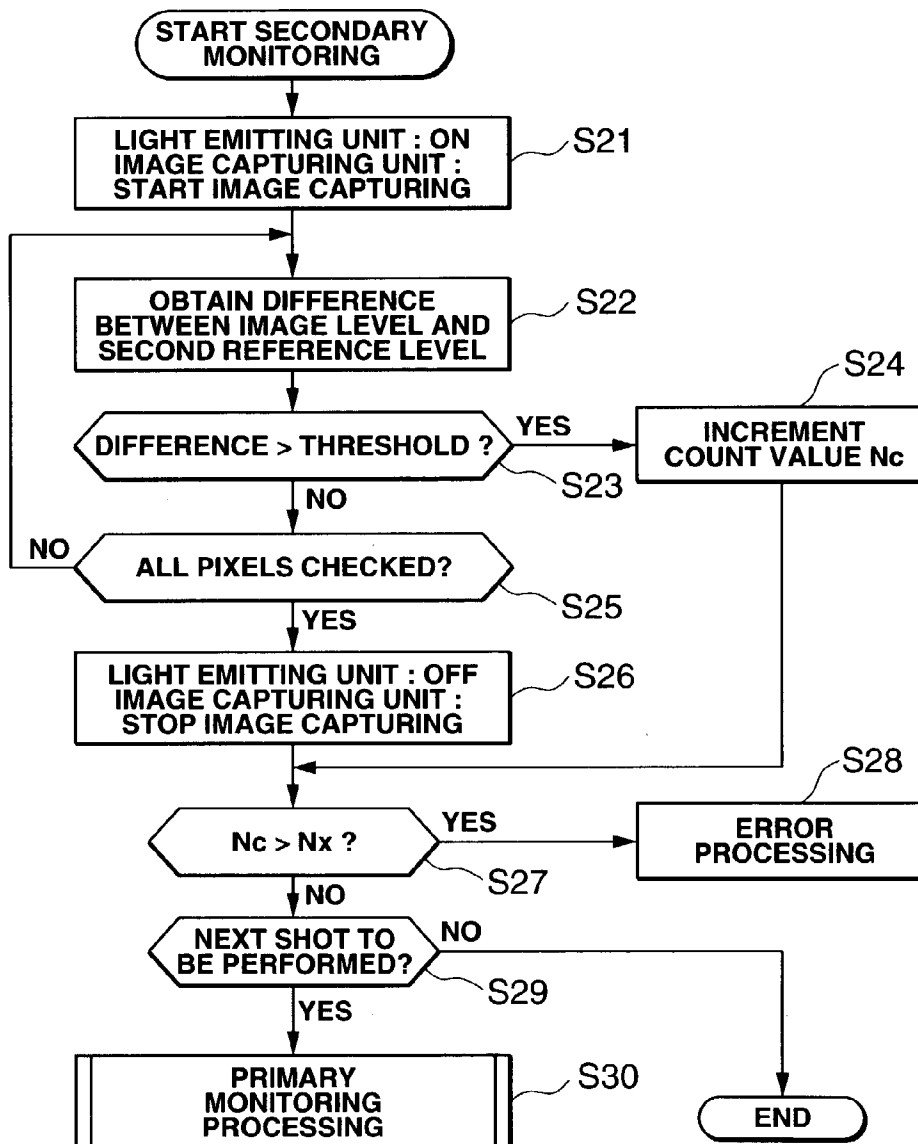 START SECONDARY
MONITORING
LIGHT EMITTING UNIT : ON
IMAGE CAPTURING UNIT :
START IMAGE CAPTURING
S21
OBTAIN DIFFERENCE
BETWEEN IMAGE LEVEL AND
SECOND REFERENCE LEVEL
S22
DIFFERENCE > THRESHOLD ?
YES
S23
NO
S24
INCREMENT
COUNT VALUE Nc
NO
ALL PIXELS CHECKED?
S25
YES
LIGHT EMITTING UNIT : OFF
IMAGE CAPTURING UNIT :
STOP IMAGE CAPTURING
S26
Nc > Nx ?
YES
S27
NO
S28
ERROR
PROCESSING
NEXT SHOT TO
BE PERFORMED?
NO
S29
YES
PRIMARY
MONITORING
PROCESSING
S30
END